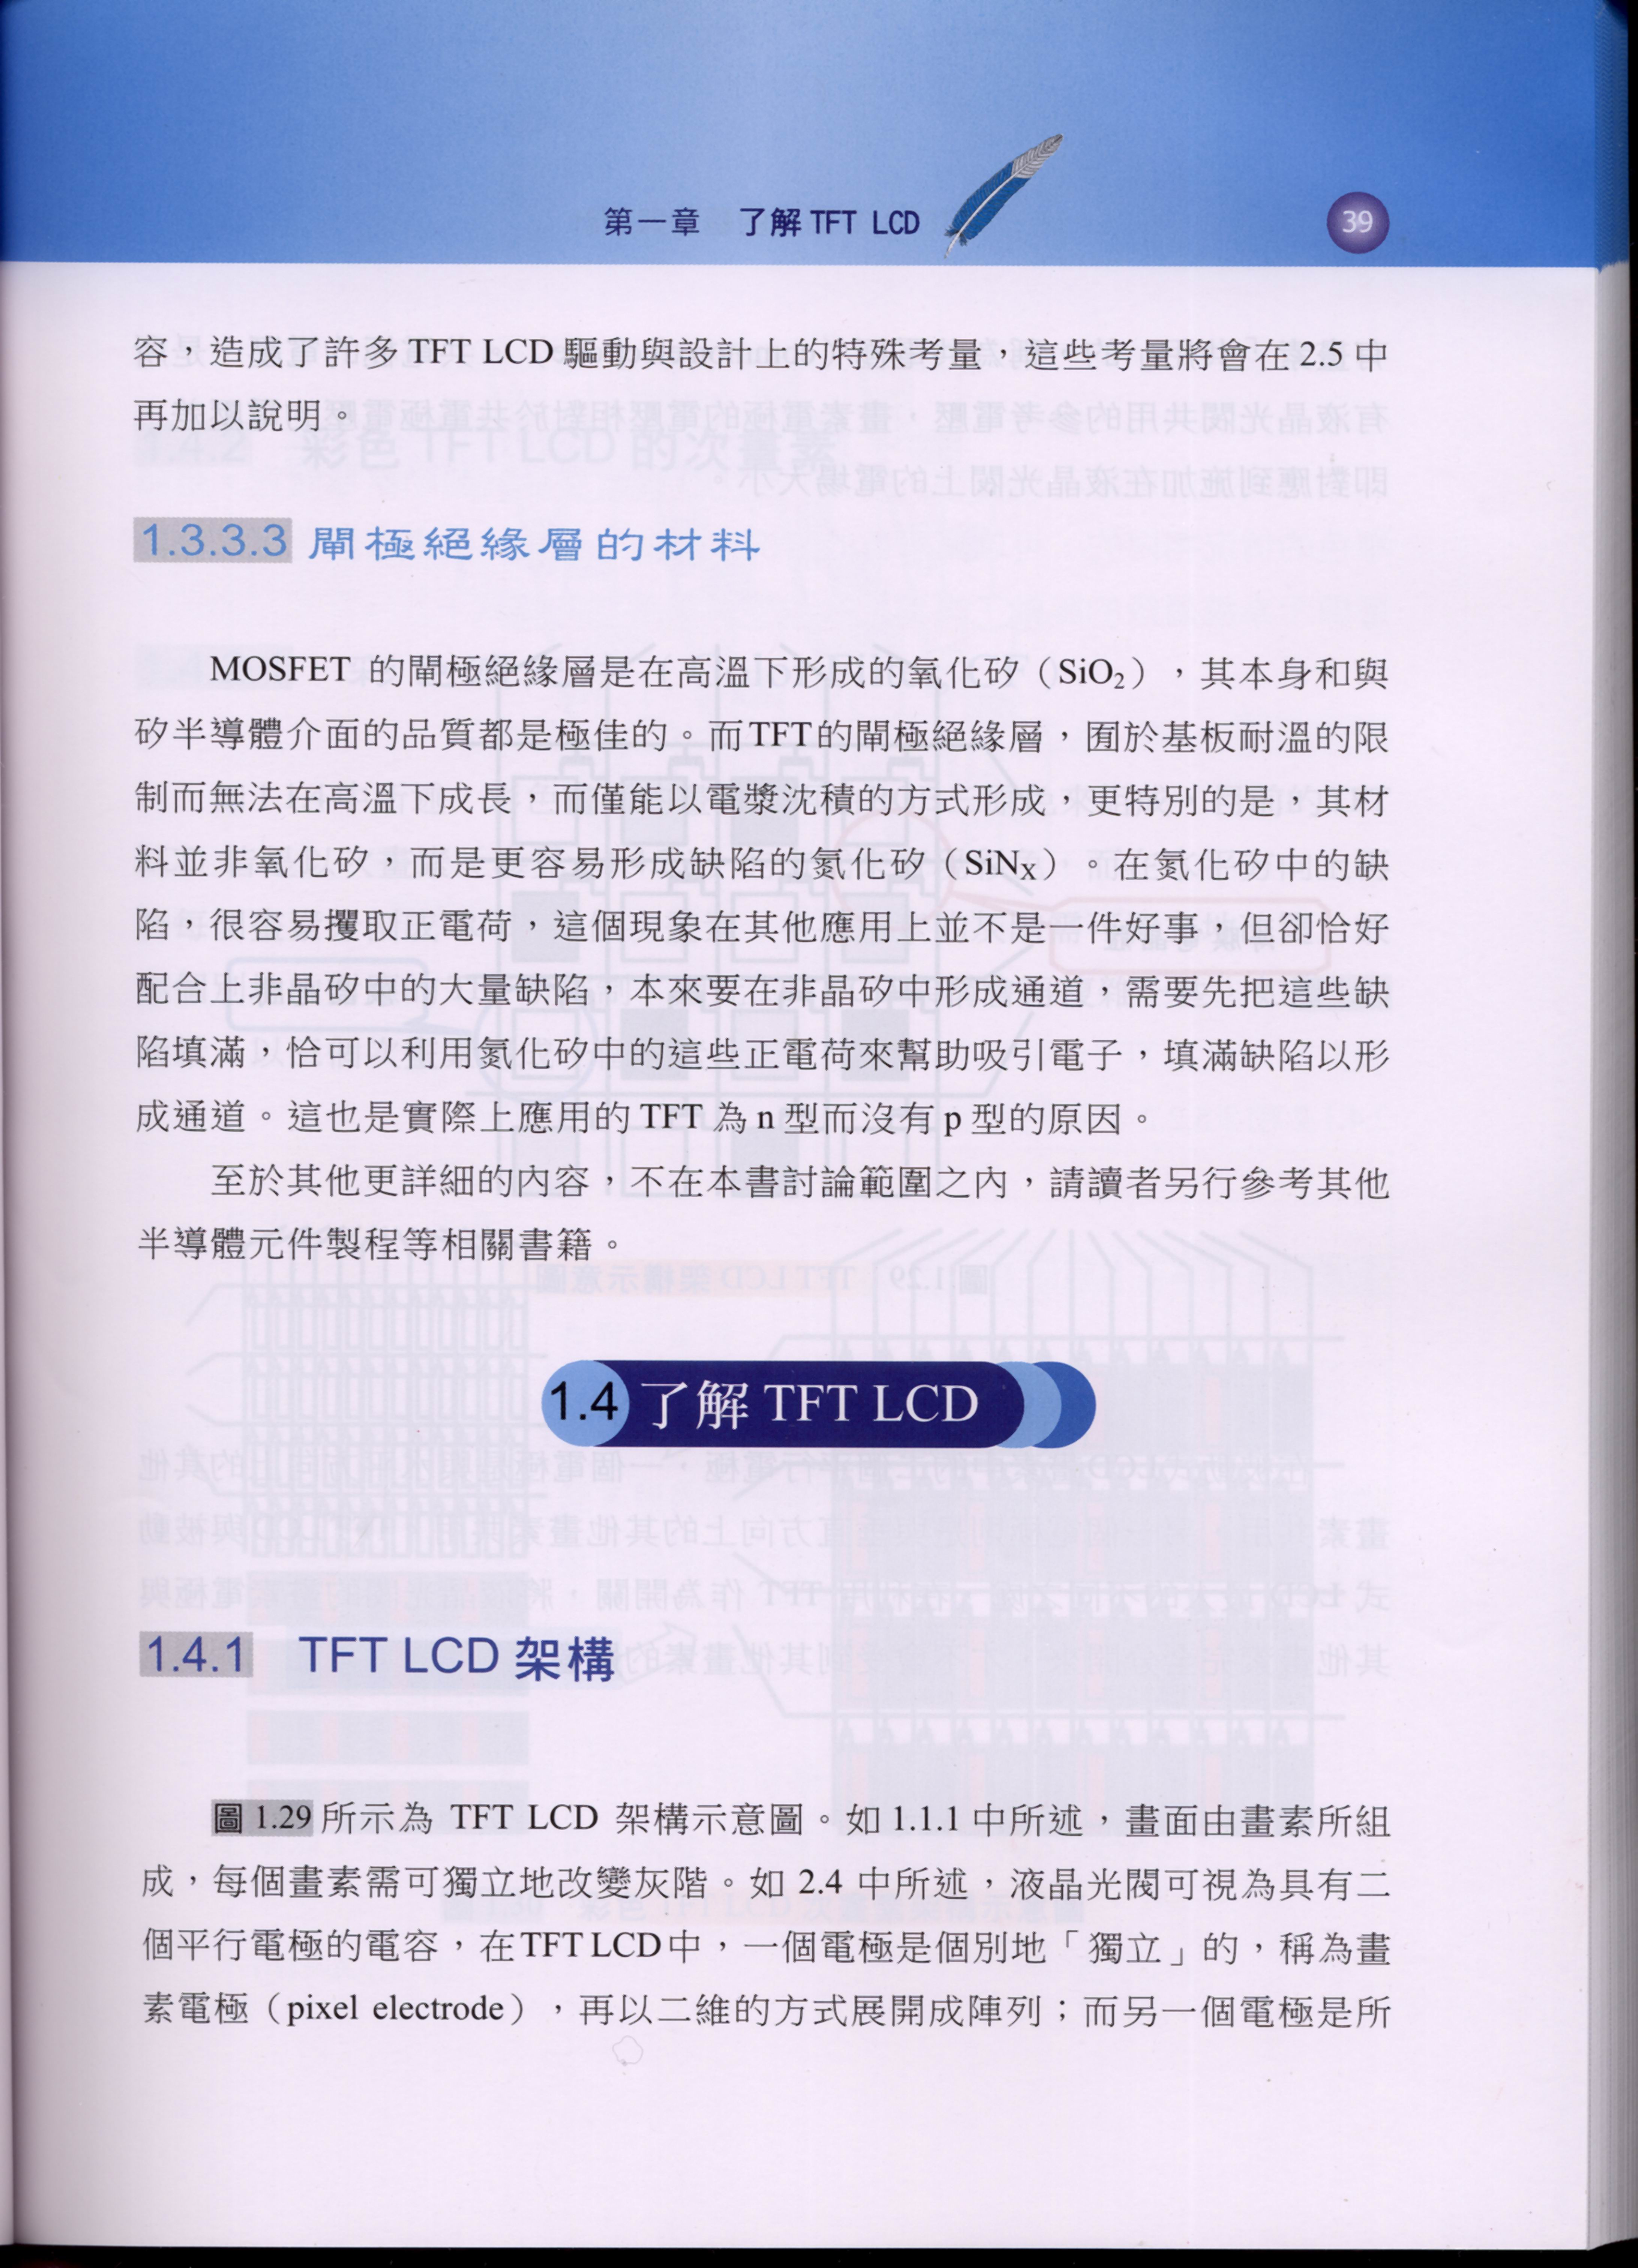 第一章 了解TFT LCD
39
容，造成了許多 TFT LCD 驅動與設計上的特殊考量，這些考量將會在 2.5 中
再加以說明。
1.3.3.3 閘極絕緣層的材料
MOSFET 的閘極絕緣層是在高溫下形成的氧化矽（SiO₂），其本身和與
矽半導體介面的品質都是極佳的。而TFT的閘極絕緣層，囿於基板耐溫的限
制而無法在高溫下成長，而僅能以電漿沈積的方式形成，更特別的是，其材
料並非氧化矽，而是更容易形成缺陷的氮化矽（SiNx）。在氮化矽中的缺
陷，很容易攫取正電荷，這個現象在其他應用上並不是一件好事，但卻恰好
配合上非晶矽中的大量缺陷，本來要在非晶矽中形成通道，需要先把這些缺
陷填滿，恰可以利用氮化矽中的這些正電荷來幫助吸引電子，填滿缺陷以形
成通道。這也是實際上應用的 TFT 為 n 型而沒有 p 型的原因。
至於其他更詳細的內容，不在本書討論範圍之內，請讀者另行參考其他
半導體元件製程等相關書籍。
1.4 了解 TFT LCD
1.4.1 TFT LCD 架構
圖 1.29 所示為 TFT LCD 架構示意圖。如 1.1.1 中所述，畫面由畫素所組
成，每個畫素需可獨立地改變灰階。如 2.4 中所述，液晶光閥可視為具有二
個平行電極的電容，在TFT LCD中，一個電極是個別地「獨立」的，稱為畫
素電極（pixel electrode），再以二維的方式展開成陣列；而另一個電極是所